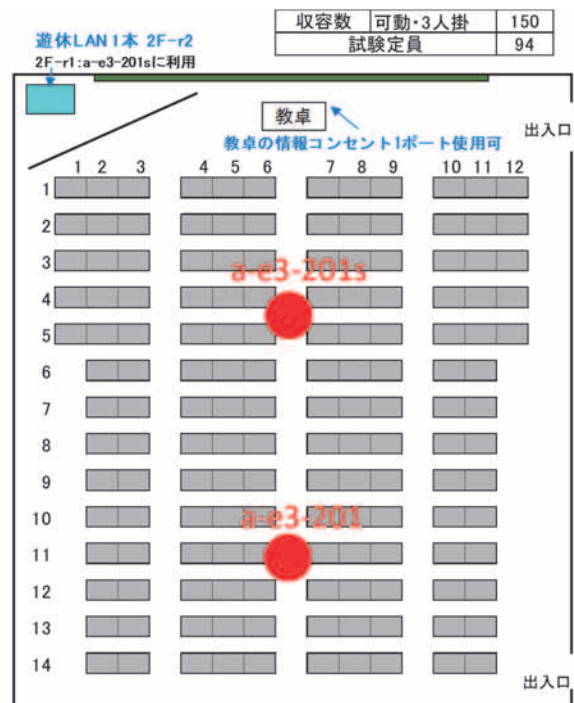 収容数 可動・3人掛 150
試験定員 94
遊休LAN1本 2F-r2
2F-r1:a-e3-201sに利用
教卓
出入口
教卓の情報コンセント1ポート使用可
1 2 3 4 5 6 7 8 9 10 11 12
1
2
3
a-e3-201s
4
5
6
7
8
9
10
a-e3-201
11
12
13
14
出入口